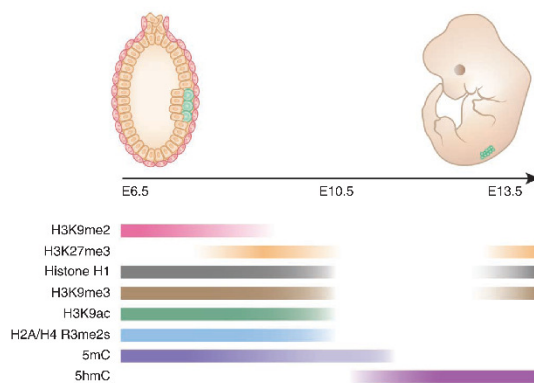 E6.5 E10.5 E13.5
H3K9me2
H3K27me3
Histone H1
H3K9me3
H3K9ac
H2A/H4 R3me2s
5mC
5hmC